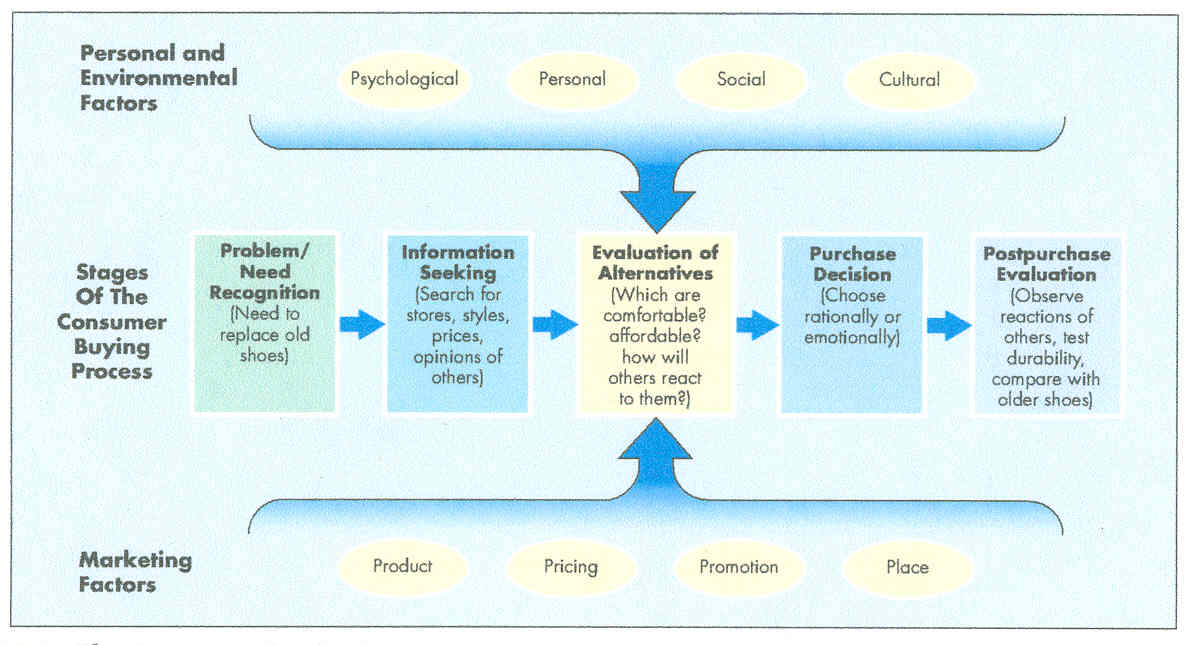 Personal and
Environmental
Factors
Psychological
Personal
Social
Cultural
Stages
Of The
Consumer
Buying
Process
Problem/
Need
Recognition
(Need to
replace old
shoes)
Information
Seeking
(Search for
stores, styles,
prices,
opinions of
others)
Evaluation of
Alternatives
(Which are
comfortable?
affordable?
how will
others react
to them?)
Purchase
Decision
(Choose
rationally or
emotionally)
Postpurchase
Evaluation
(Observe
reactions of
others, test
durability,
compare with
older shoes)
Marketing
Factors
Product
Pricing
Promotion
Place